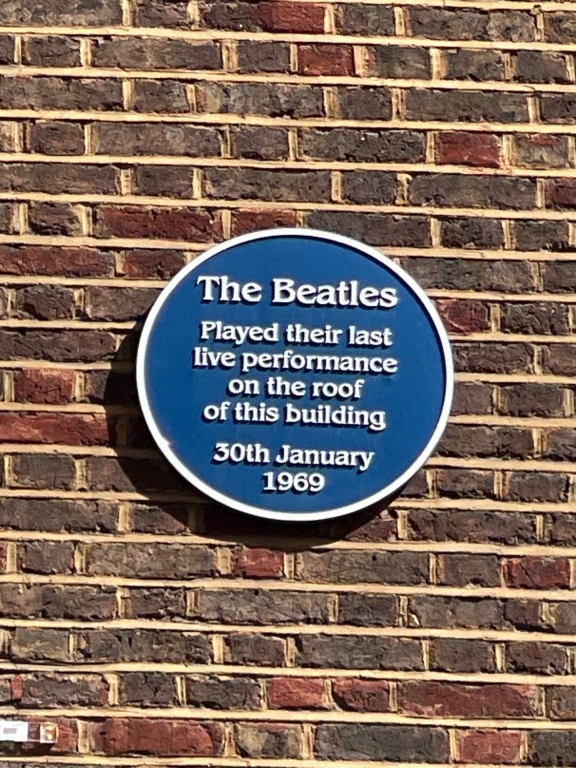 The Beatles
Played their last
live performance
on the roof
of this building
30th January
1969